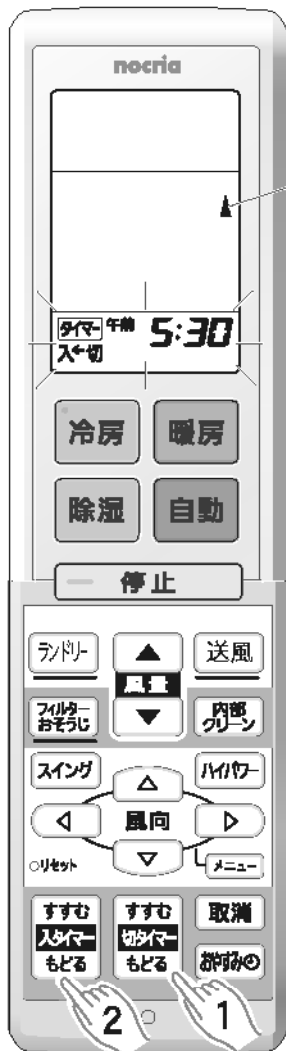 nocria
タイマー 午前 5:30
入←切
冷房 暖房
除湿 自動
停止
ランドリー ▲ 送風
風量
フィルターおそうじ ▼ 内部クリーン
スイング △ ハイパワー
◁ 風向 ▷
○リセット ▽ メニュー
すすむ すすむ 取消
入タイマー 切タイマー
もどる もどる おやすみ
2 1